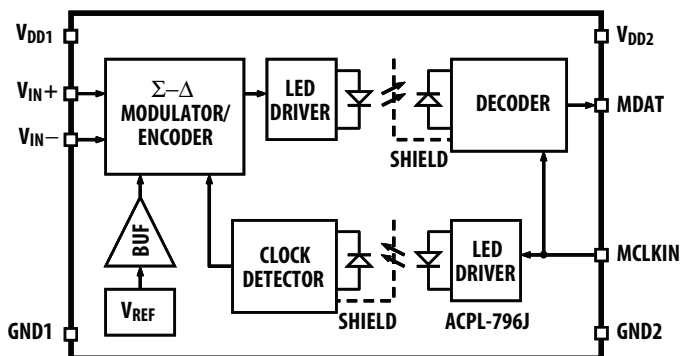 VDD1
VDD2
VIN+
VIN−
Σ−Δ
MODULATOR/
ENCODER
LED
DRIVER
SHIELD
DECODER
MDAT
BUF
VREF
CLOCK
DETECTOR
SHIELD
LED
DRIVER
ACPL-796J
MCLKIN
GND1
GND2